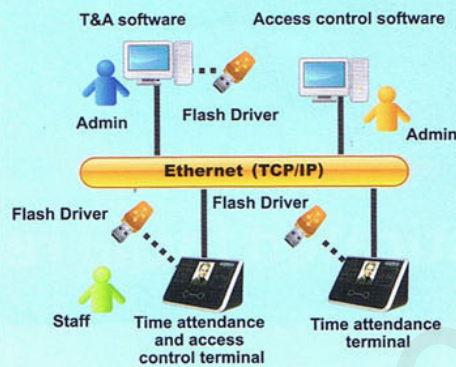 T&A software
Access control software
Flash Driver
Admin
Admin
Ethernet (TCP/IP)
Flash Driver
Flash Driver
Staff
Time attendance
and access
control terminal
Time attendance
terminal